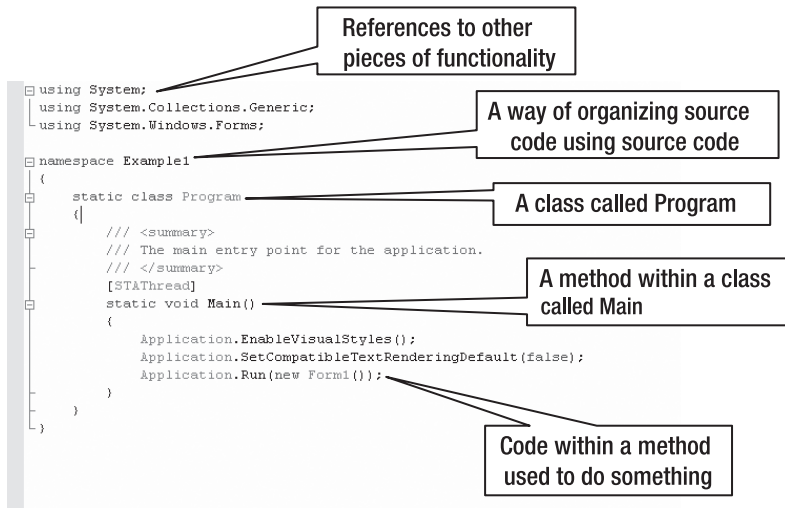 References to other
pieces of functionality
using System;
using System.Collections.Generic;
using System.Windows.Forms;
A way of organizing source
code using source code
namespace Example1
{
static class Program
A class called Program
{
/// <summary>
/// The main entry point for the application.
/// </summary>
[STAThread]
A method within a class
called Main
static void Main()
{
Application.EnableVisualStyles();
Application.SetCompatibleTextRenderingDefault(false);
Application.Run(new Form1());
}
}
}
Code within a method
used to do something